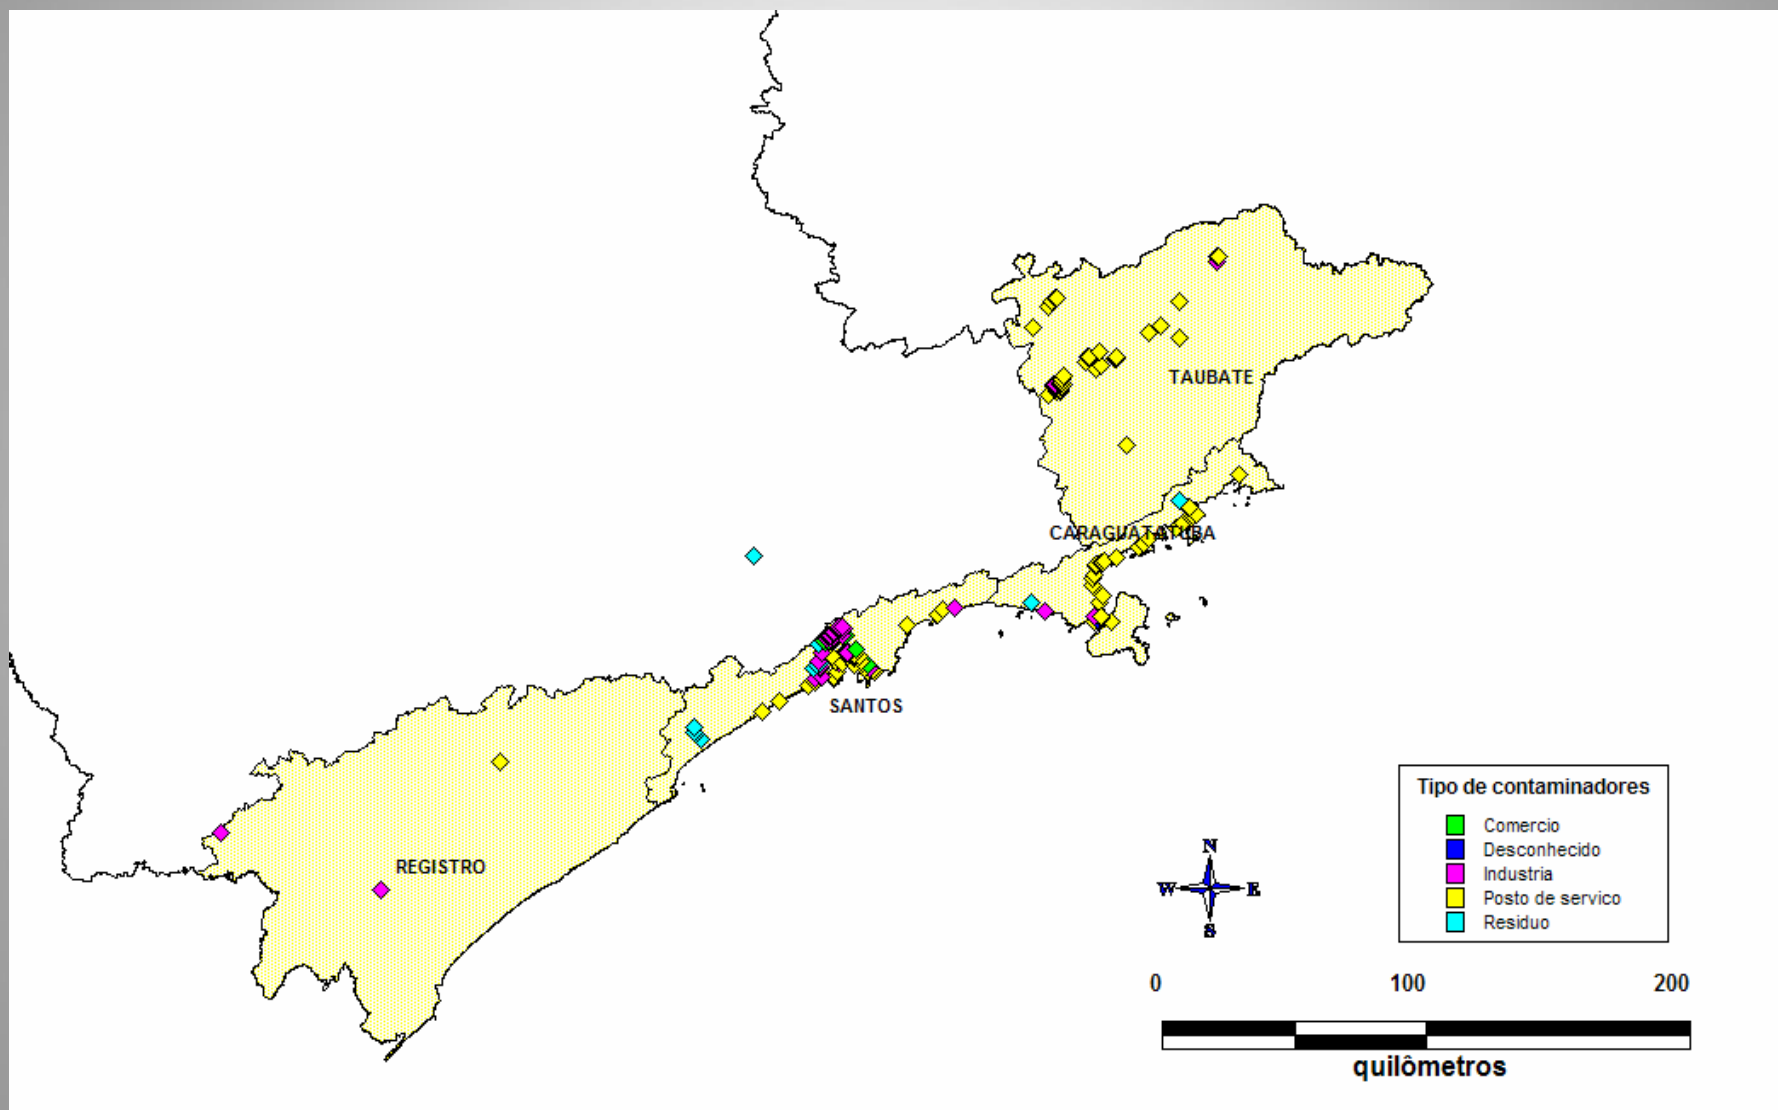 TAUBATE
CARAGUATATUBA
SANTOS
REGISTRO
Tipo de contaminadores
Comercio
Desconhecido
Industria
Posto de servico
Residuo
N
W E
S
0 100 200
quilômetros